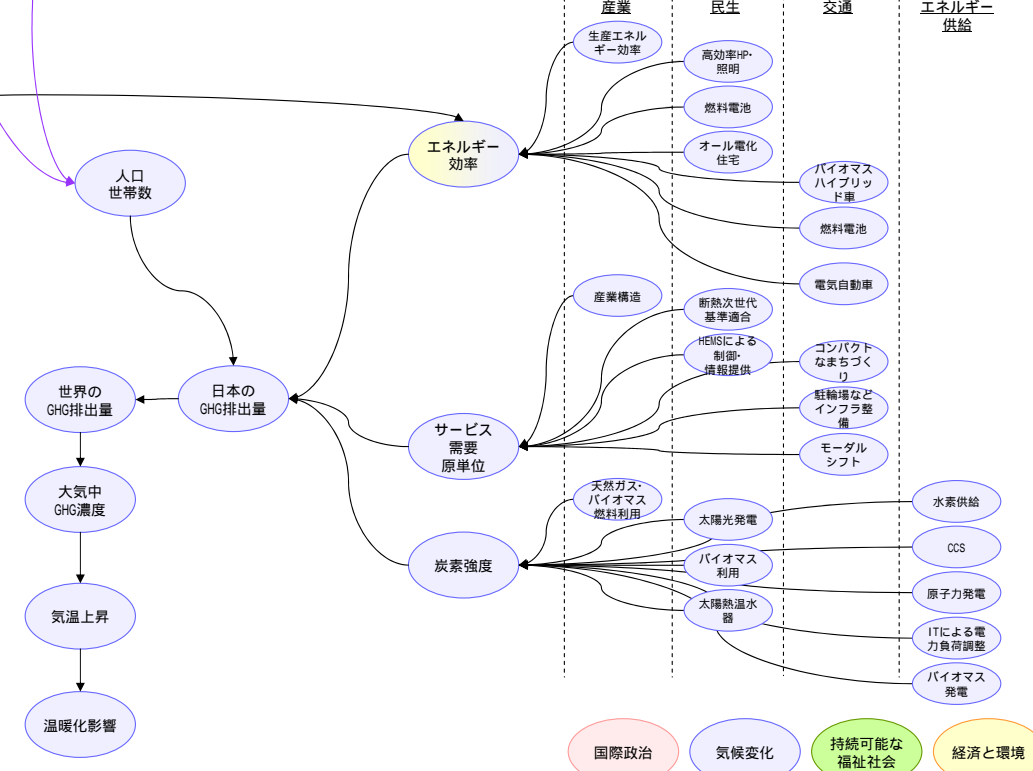 産業
民生
交通
エネルギー
供給
生産エネル
ギー効率
高効率HP・
照明
燃料電池
オール電化
住宅
エネルギー
効率
バイオマス
ハイブリッ
ド車
燃料電池
電気自動車
人口
世帯数
産業構造
断熱次世代
基準適合
HEMSによる
制御・
情報提供
コンパクト
なまちづく
り
駐輪場など
インフラ整
備
モーダル
シフト
世界の
GHG排出量
日本の
GHG排出量
サービス
需要
原単位
大気中
GHG濃度
天然ガス・
バイオマス
燃料利用
太陽光発電
水素供給
炭素強度
バイオマス
利用
CCS
原子力発電
太陽熱温水
器
気温上昇
ITによる電
力負荷調整
バイオマス
発電
温暖化影響
国際政治
気候変化
持続可能な
福祉社会
経済と環境